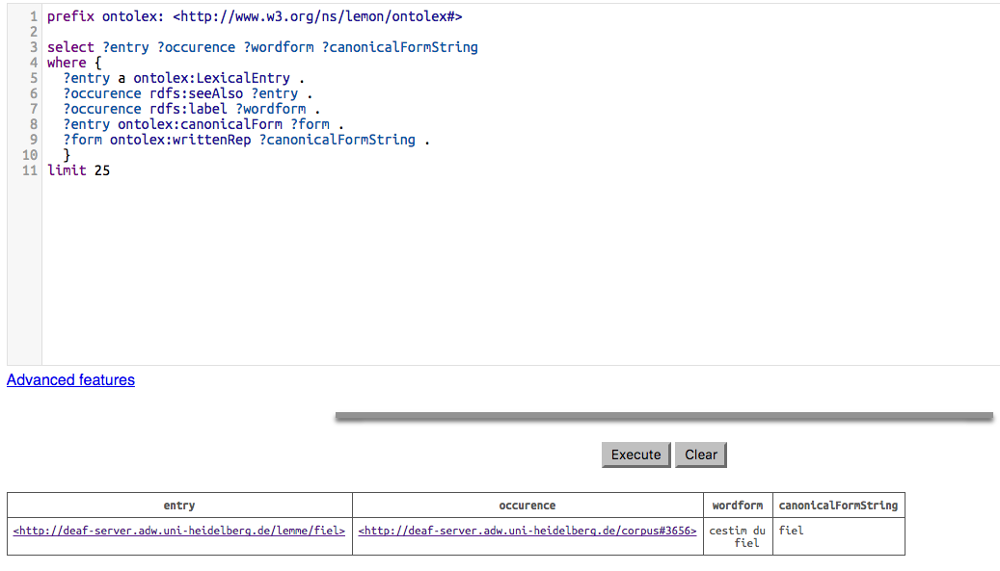 1 prefix ontolex: <http://www.w3.org/ns/lemon/ontolex#>
2
3 select ?entry ?occurence ?wordform ?canonicalFormString
4 where {
5 ?entry a ontolex:LexicalEntry .
6 ?occurence rdfs:seeAlso ?entry .
7 ?occurence rdfs:label ?wordform .
8 ?entry ontolex:canonicalForm ?form .
9 ?form ontolex:writtenRep ?canonicalFormString .
10 }
11 limit 25
Advanced features
Execute Clear
entry occurence wordform canonicalFormString
<http://deaf-server.adw.uni-heidelberg.de/lemme/fiel> <http://deaf-server.adw.uni-heidelberg.de/corpus#3656> cestim du fiel
fiel